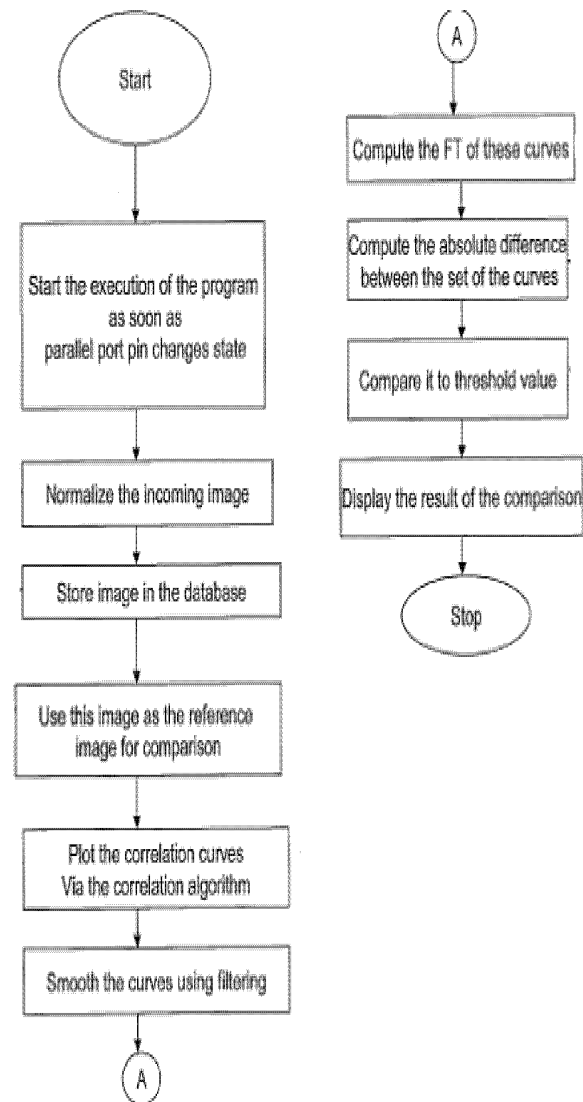 Start
Start the execution of the program
as soon as
parallel port pin changes state
Normalize the incoming image
Store image in the database
Use this image as the reference
image for comparison
Plot the correlation curves
Via the correlation algorithm
Smooth the curves using filtering
A
A
Compute the FT of these curves
Compute the absolute difference
between the set of the curves
Compare it to threshold value
Display the result of the comparison
Stop